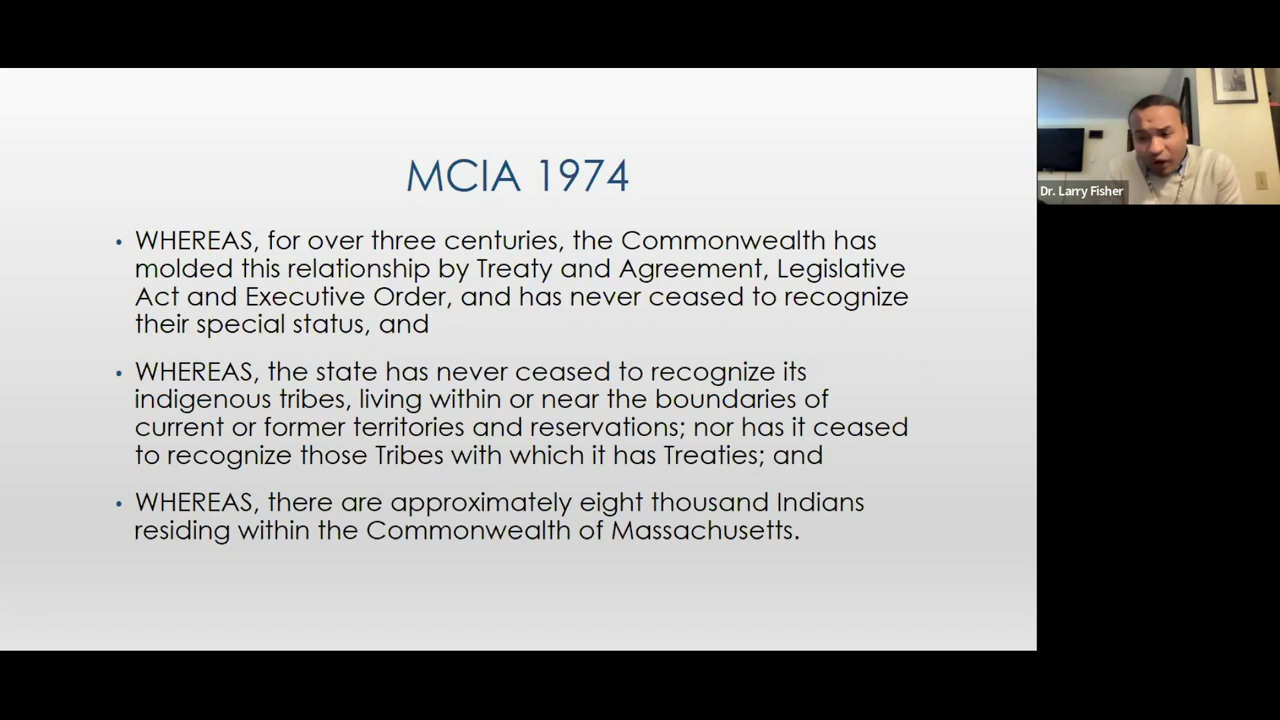 MCIA 1974
• WHEREAS, for over three centuries, the Commonwealth has
molded this relationship by Treaty and Agreement, Legislative
Act and Executive Order, and has never ceased to recognize
their special status, and
• WHEREAS, the state has never ceased to recognize its
indigenous tribes, living within or near the boundaries of
current or former territories and reservations; nor has it ceased
to recognize those Tribes with which it has Treaties; and
• WHEREAS, there are approximately eight thousand Indians
residing within the Commonwealth of Massachusetts.
Dr. Larry Fisher